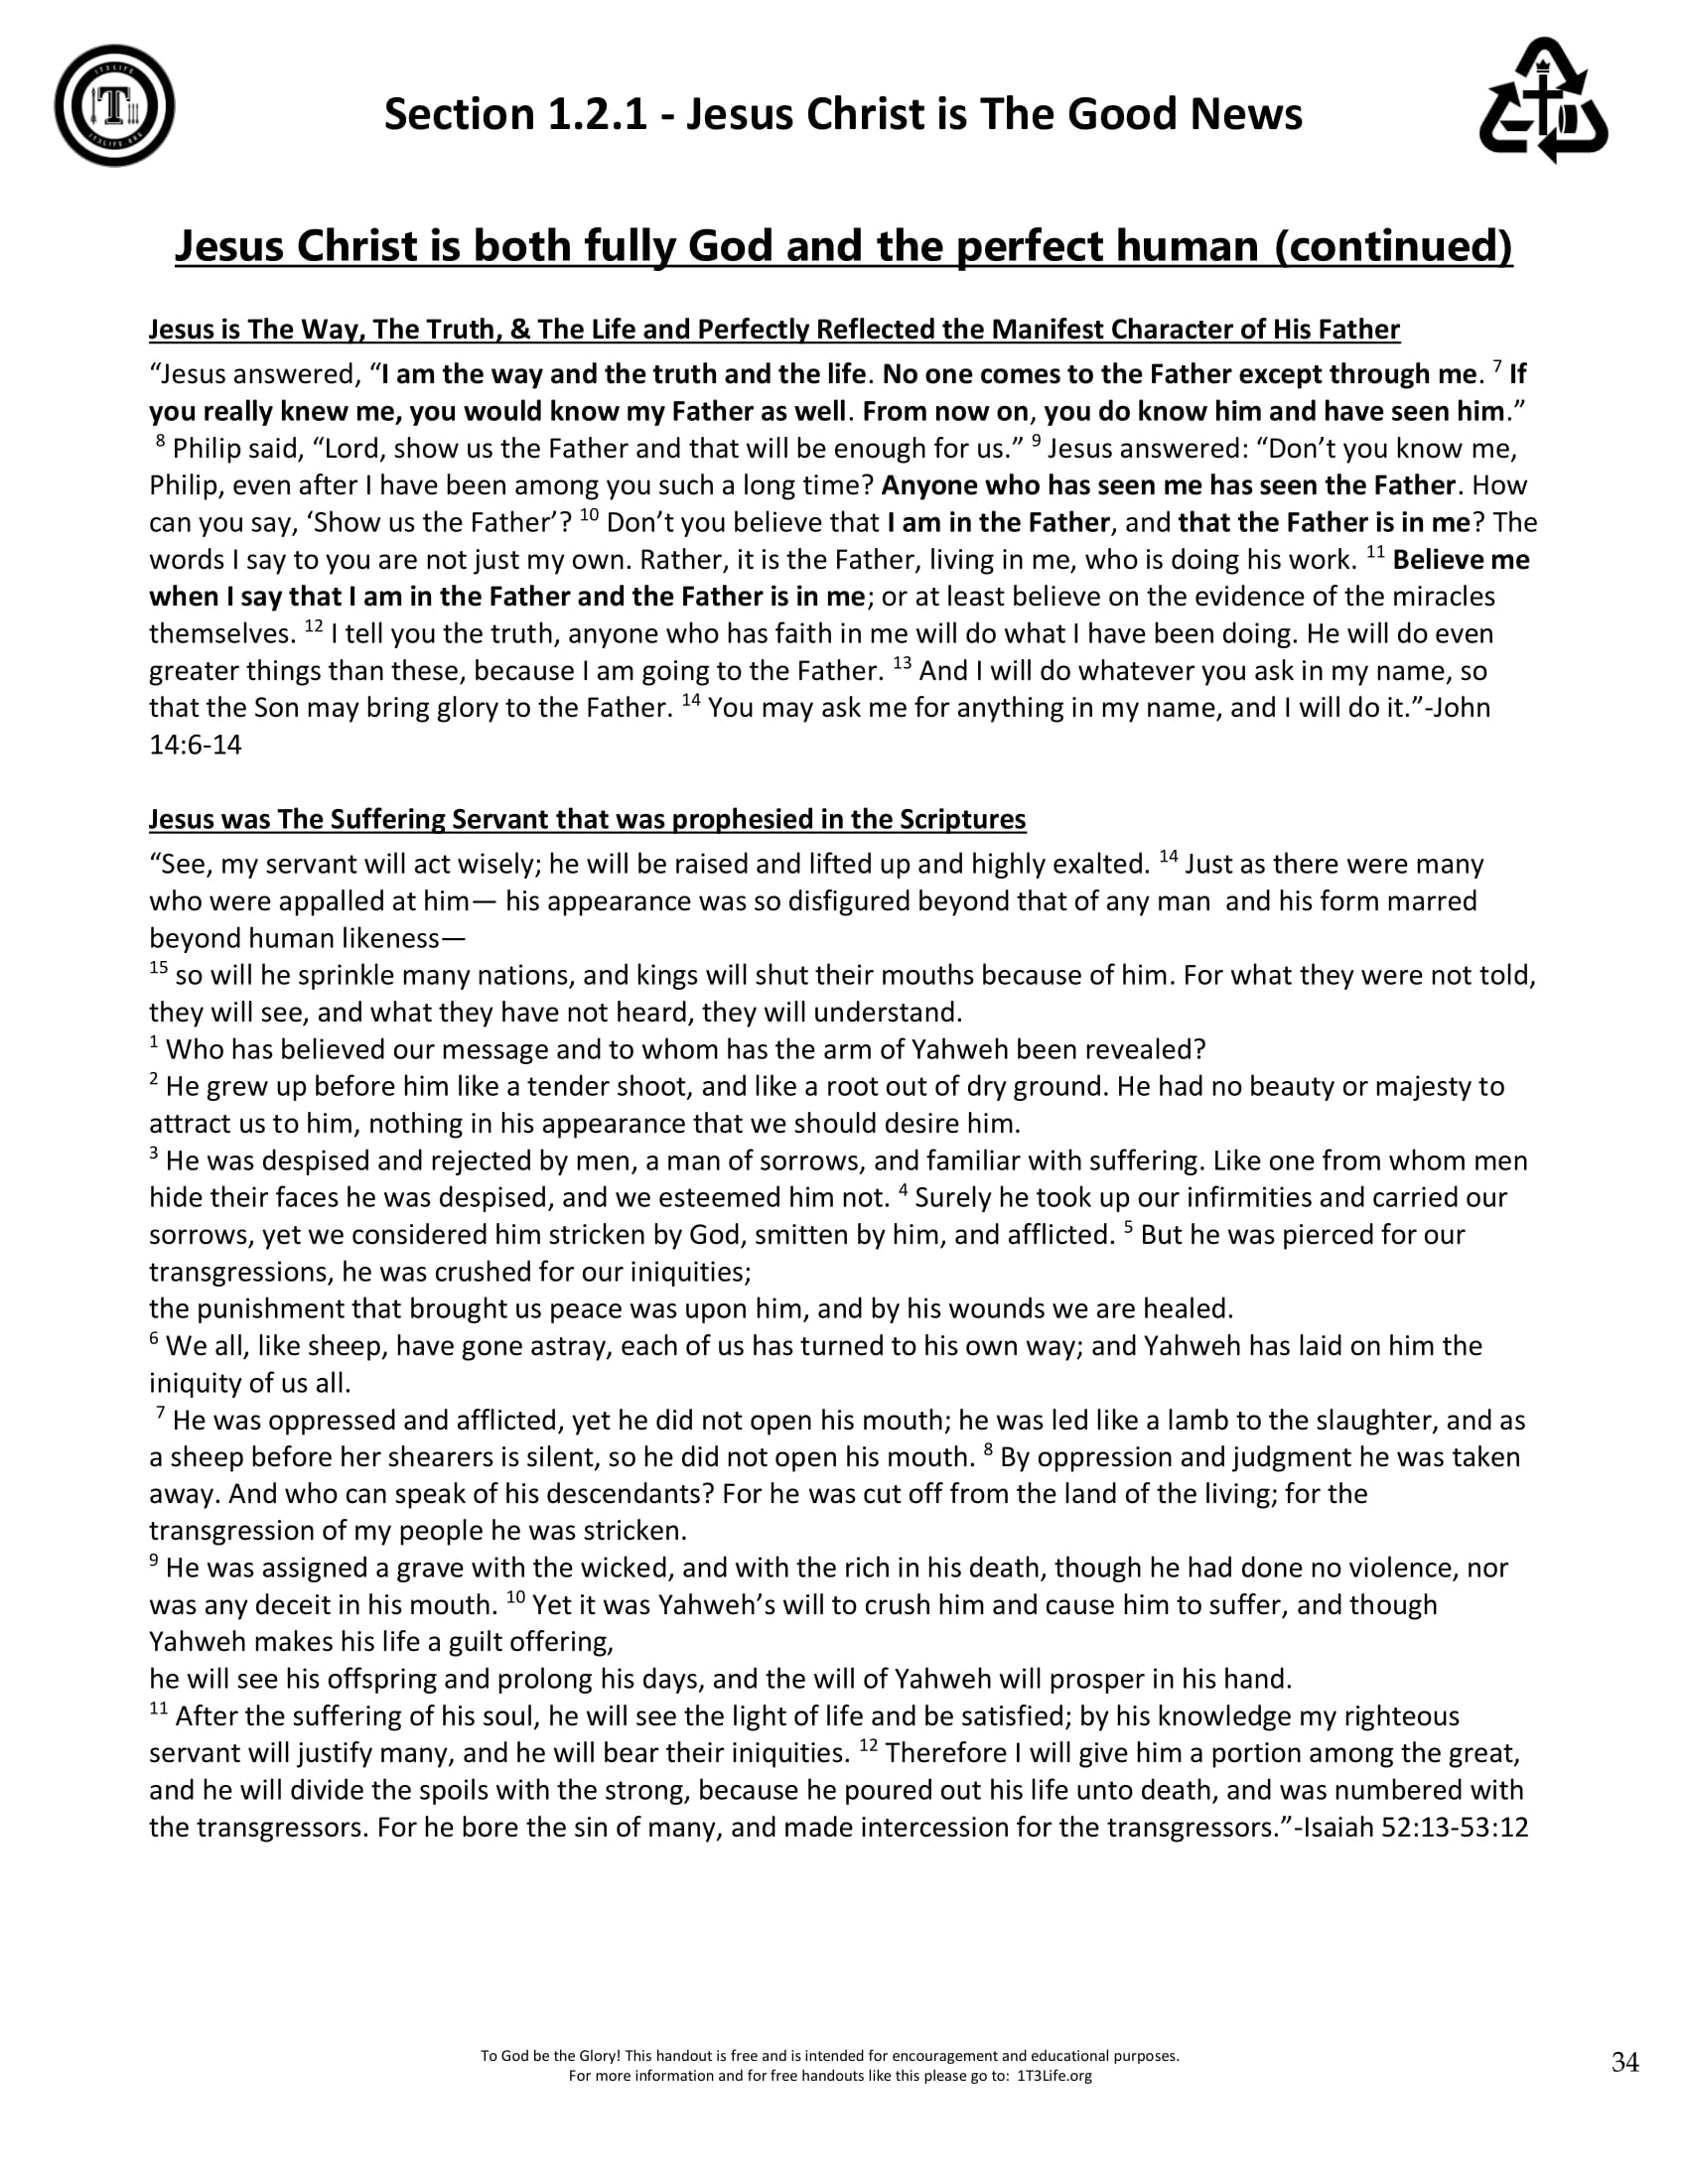 Section 1.2.1 - Jesus Christ is The Good News
Jesus Christ is both fully God and the perfect human (continued)
Jesus is The Way, The Truth, & The Life and Perfectly Reflected the Manifest Character of His Father
“Jesus answered, “I am the way and the truth and the life. No one comes to the Father except through me. 7 If
you really knew me, you would know my Father as well. From now on, you do know him and have seen him.”
8 Philip said, “Lord, show us the Father and that will be enough for us.” 9 Jesus answered: “Don’t you know me,
Philip, even after I have been among you such a long time? Anyone who has seen me has seen the Father. How
can you say, ‘Show us the Father’? 10 Don’t you believe that I am in the Father, and that the Father is in me? The
words I say to you are not just my own. Rather, it is the Father, living in me, who is doing his work. 11 Believe me
when I say that I am in the Father and the Father is in me; or at least believe on the evidence of the miracles
themselves. 12 I tell you the truth, anyone who has faith in me will do what I have been doing. He will do even
greater things than these, because I am going to the Father. 13 And I will do whatever you ask in my name, so
that the Son may bring glory to the Father. 14 You may ask me for anything in my name, and I will do it.”-John
14:6-14
Jesus was The Suffering Servant that was prophesied in the Scriptures
“See, my servant will act wisely; he will be raised and lifted up and highly exalted. 14 Just as there were many
who were appalled at him— his appearance was so disfigured beyond that of any man  and his form marred
beyond human likeness—
15 so will he sprinkle many nations, and kings will shut their mouths because of him. For what they were not told,
they will see, and what they have not heard, they will understand.
1 Who has believed our message and to whom has the arm of Yahweh been revealed?
2 He grew up before him like a tender shoot, and like a root out of dry ground. He had no beauty or majesty to
attract us to him, nothing in his appearance that we should desire him.
3 He was despised and rejected by men, a man of sorrows, and familiar with suffering. Like one from whom men
hide their faces he was despised, and we esteemed him not. 4 Surely he took up our infirmities and carried our
sorrows, yet we considered him stricken by God, smitten by him, and afflicted. 5 But he was pierced for our
transgressions, he was crushed for our iniquities;
the punishment that brought us peace was upon him, and by his wounds we are healed.
6 We all, like sheep, have gone astray, each of us has turned to his own way; and Yahweh has laid on him the
iniquity of us all.
7 He was oppressed and afflicted, yet he did not open his mouth; he was led like a lamb to the slaughter, and as
a sheep before her shearers is silent, so he did not open his mouth. 8 By oppression and judgment he was taken
away. And who can speak of his descendants? For he was cut off from the land of the living; for the
transgression of my people he was stricken.
9 He was assigned a grave with the wicked, and with the rich in his death, though he had done no violence, nor
was any deceit in his mouth. 10 Yet it was Yahweh’s will to crush him and cause him to suffer, and though
Yahweh makes his life a guilt offering,
he will see his offspring and prolong his days, and the will of Yahweh will prosper in his hand.
11 After the suffering of his soul, he will see the light of life and be satisfied; by his knowledge my righteous
servant will justify many, and he will bear their iniquities. 12 Therefore I will give him a portion among the great,
and he will divide the spoils with the strong, because he poured out his life unto death, and was numbered with
the transgressors. For he bore the sin of many, and made intercession for the transgressors.”-Isaiah 52:13-53:12
To God be the Glory! This handout is free and is intended for encouragement and educational purposes.
For more information and for free handouts like this please go to:  1T3Life.org
34